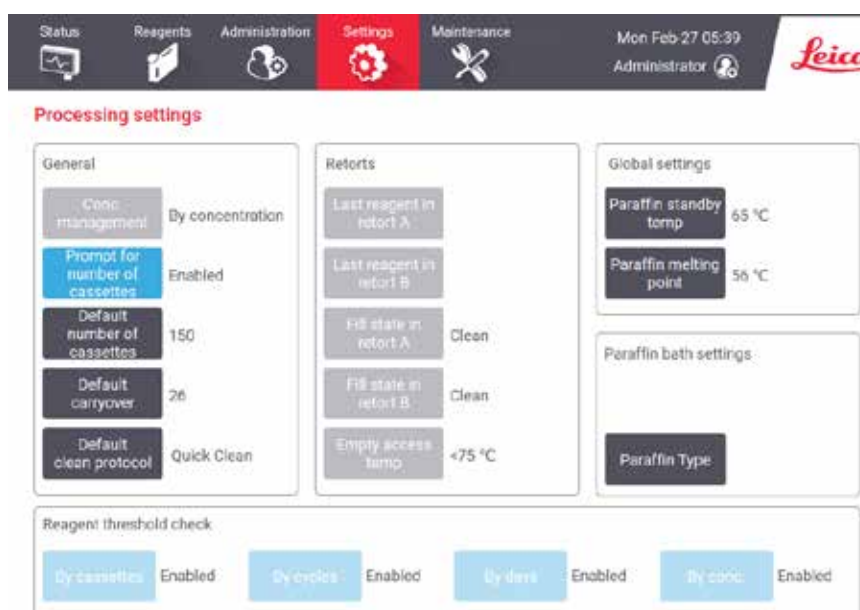 Status
Reagents
Administration
Settings
Maintenance
Mon Feb 27 05:39
Administrator
Leica
Processing settings
General
Conc
management
By concentration
Prompt for
number of
cassettes
Enabled
Default
number of
cassettes
150
Default
carryover
26
Default
clean protocol
Quick Clean
Retorts
Last reagent in
retort A
Last reagent in
retort B
Fill state in
retort A
Clean
Fill state in
retort B
Clean
Empty access
temp
<75 °C
Global settings
Paraffin standby
temp
65 °C
Paraffin melting
point
56 °C
Paraffin bath settings
Paraffin Type
Reagent threshold check
By cassettes
Enabled
By cycles
Enabled
By days
Enabled
By conc
Enabled